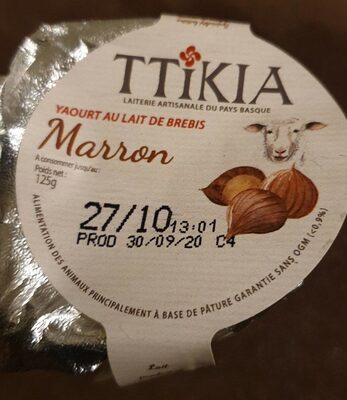 TTiKIA
LAITERIE ARTISANALE DU PAYS BASQUE
YAOURT AU LAIT DE BREBIS
Marron
A consommer jusqu'au :
Poids net :
125g
27/10 13:01
PROD 30/09/20 C4
ALIMENTATION DES ANIMAUX PRINCIPALEMENT À BASE DE PÂTURE GARANTIE SANS OGM (<0,9%)
Lait